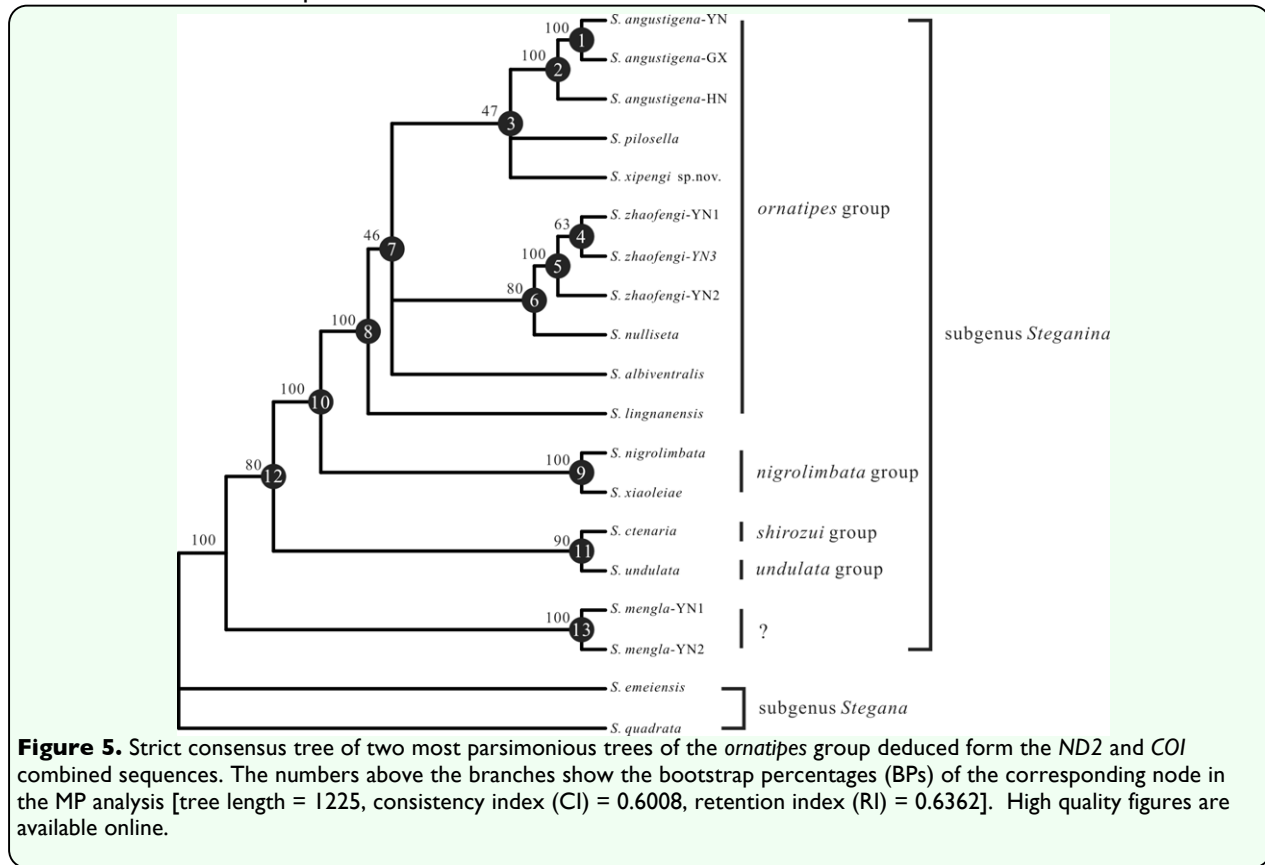 100
S. angustigena-YN
1
100
S. angustigena-GX
2
S. angustigena-HN
47
3
S. pilosella
S. xipengi sp.nov.
ornatipes group
S. zhaofengi-YN1
63
4
46
7
100
S. zhaofengi-YN3
5
80
6
S. zhaofengi-YN2
100
8
S. nulliseta
subgenus Steganina
S. albiventralis
100
10
S. lingnanensis
S. nigrolimbata
100
9
nigrolimbata group
80
12
S. xiaoleiae
S. ctenaria
shirozui group
100
90
11
S. undulata
undulata group
S. mengla-YN1
100
13
?
S. mengla-YN2
S. emeiensis
subgenus Stegana
S. quadrata
Figure 5. Strict consensus tree of two most parsimonious trees of the ornatipes group deduced form the ND2 and COI
combined sequences. The numbers above the branches show the bootstrap percentages (BPs) of the corresponding node in
the MP analysis [tree length = 1225, consistency index (CI) = 0.6008, retention index (RI) = 0.6362]. High quality figures are
available online.